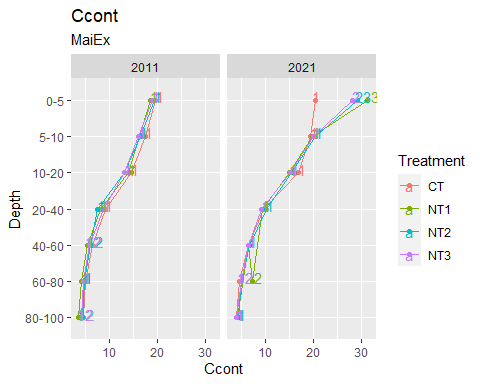 Ccont
MaiEx
2011
2021
0-5
5-10
10-20
20-40
40-60
60-80
80-100
Depth
10
20
30
10
20
30
Ccont
Treatment
a CT
a NT1
a NT2
a NT3